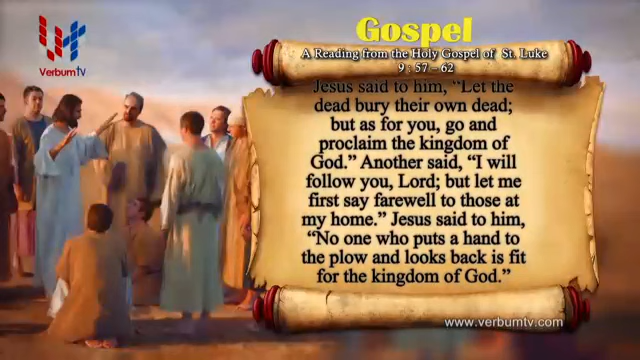 Gospel
A Reading from the Holy Gospel of St. Luke
9 : 57 – 62
VerbumTV
Jesus said to him, “Let the
dead bury their own dead;
but as for you, go and
proclaim the kingdom of
God.” Another said, “I will
follow you, Lord; but let me
first say farewell to those at
my home.” Jesus said to him,
“No one who puts a hand to
the plow and looks back is fit
for the kingdom of God.”
www.verbumtv.com